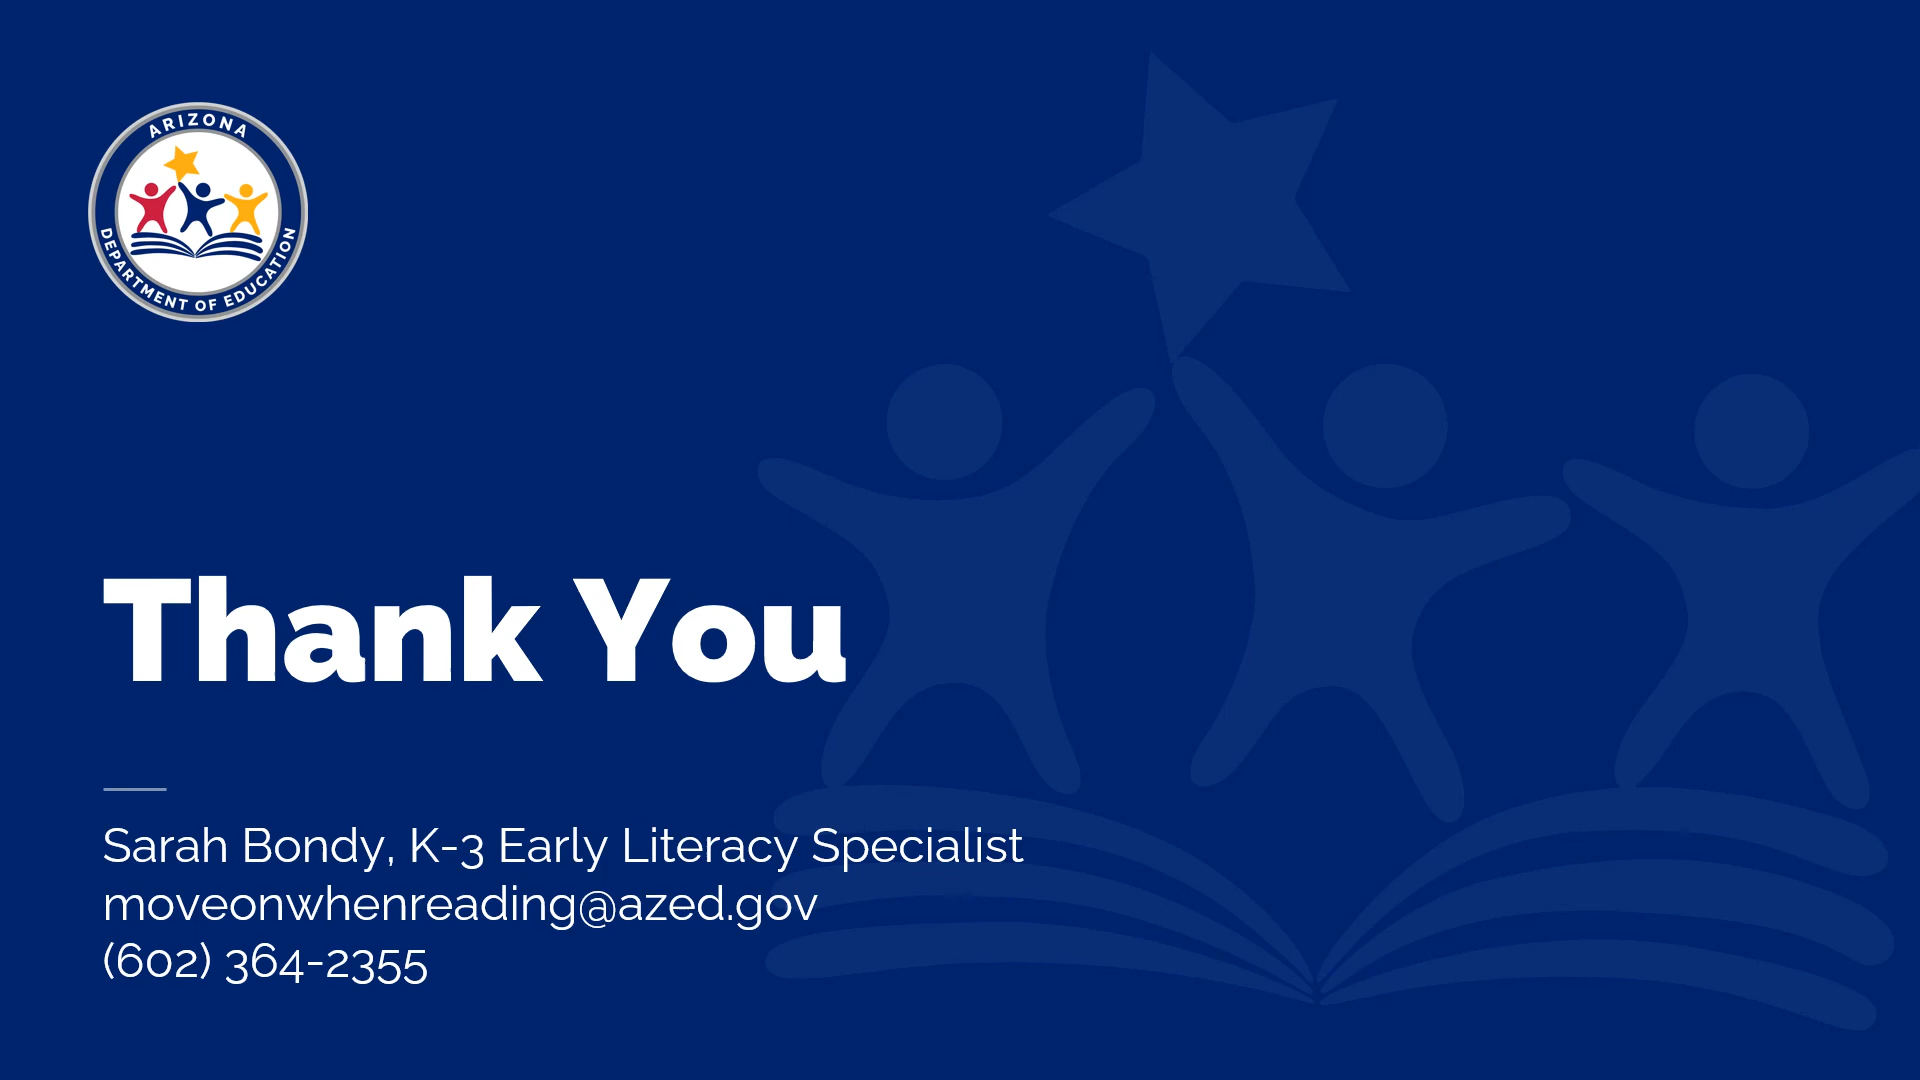 ARIZONA
DEPARTMENT OF EDUCATION
Thank You
Sarah Bondy, K-3 Early Literacy Specialist
moveonwhenreading@azed.gov
(602) 364-2355